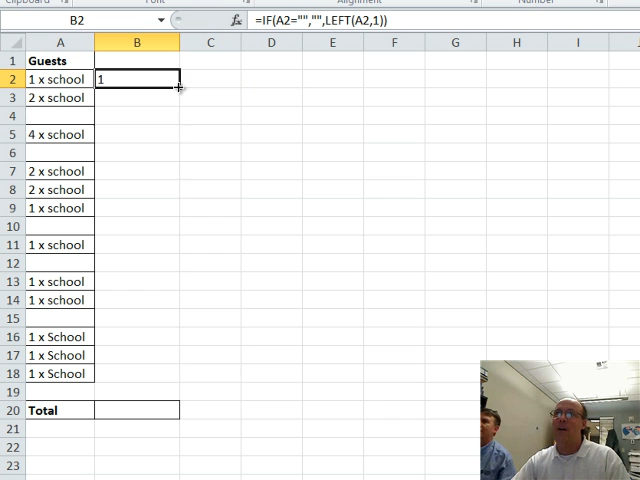 Clipboard Font Alignment Number
B2 fx =IF(A2="","",LEFT(A2,1))
A B C D E F G H I
1 Guests
2 1 x school 1
3 2 x school
4
5 4 x school
6
7 2 x school
8 2 x school
9 1 x school
10
11 1 x school
12
13 1 x school
14 1 x school
15
16 1 x School
17 1 x School
18 1 x School
19
20 Total
21
22
23